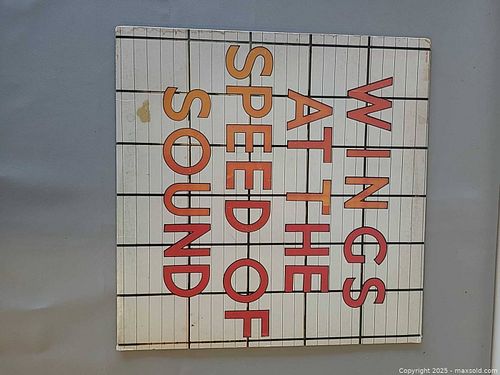 WINGS
AT THE
SPEED OF
SOUND
Copyright 2025 - maxsold.com